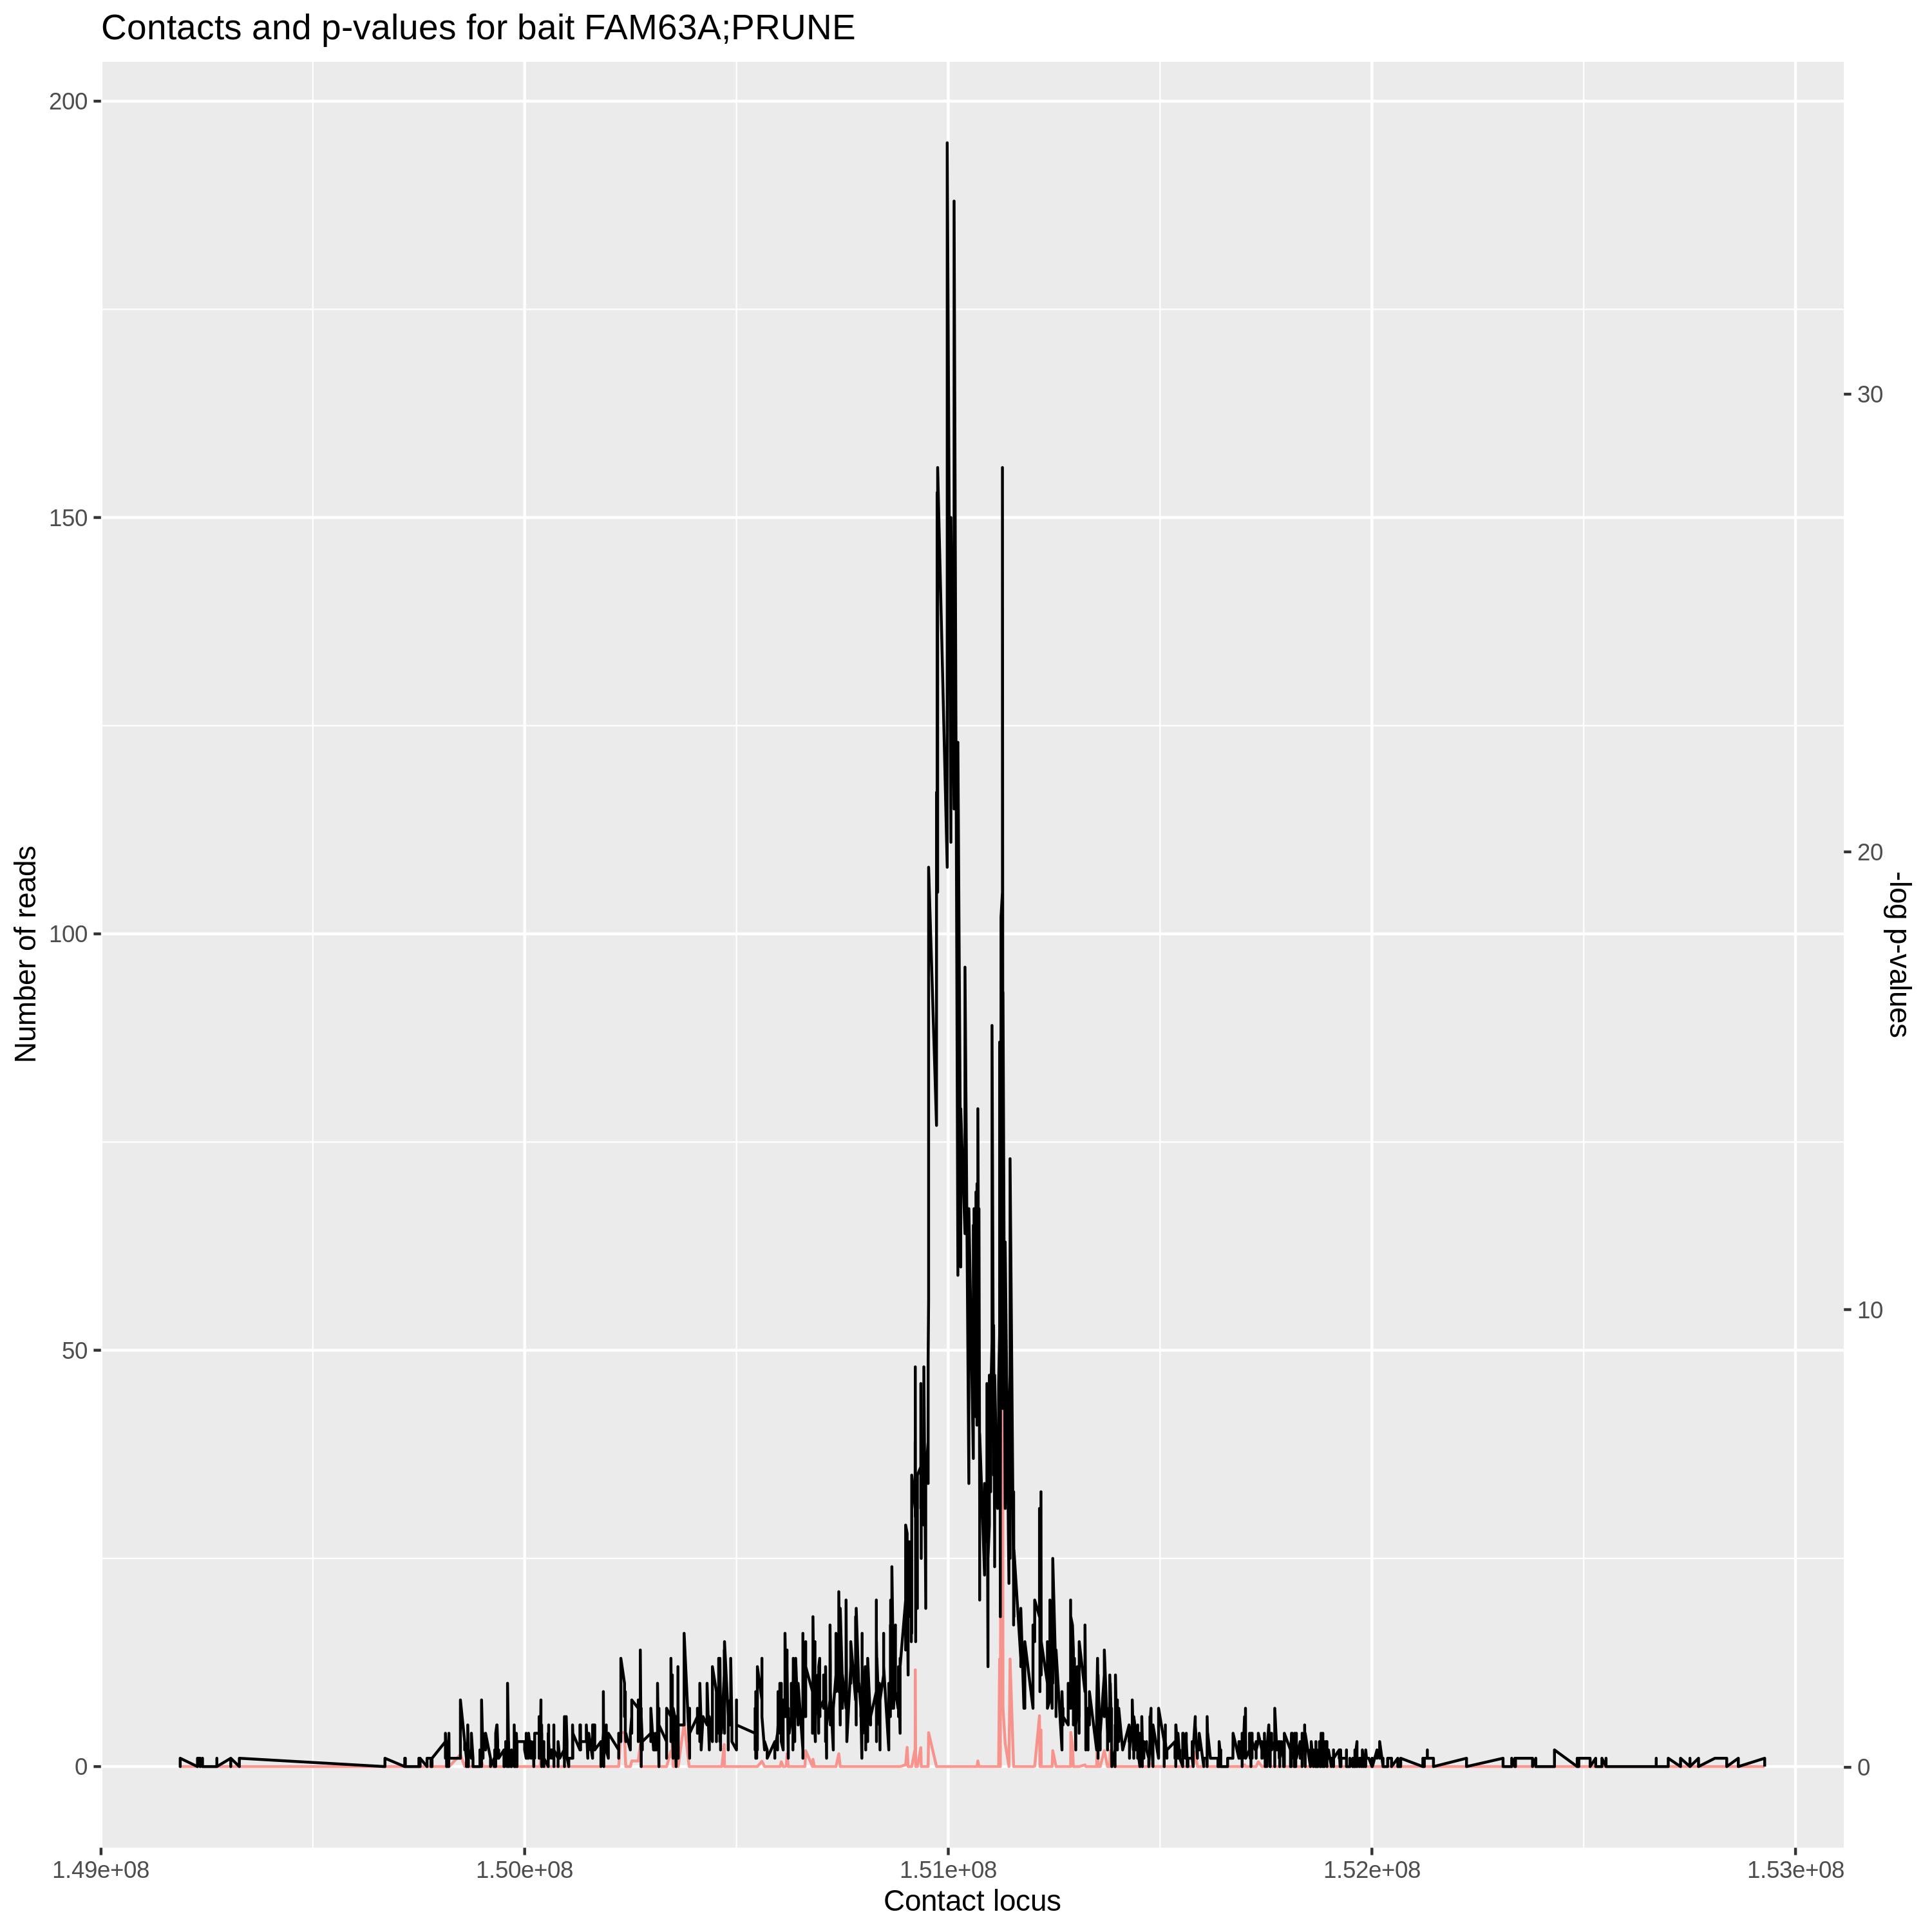 Contacts and p-values for bait FAM63A;PRUNE
200
150
100
50
0
Number of reads
30
20
10
0
-log p-values
1.49e+08
1.50e+08
1.51e+08
1.52e+08
1.53e+08
Contact locus